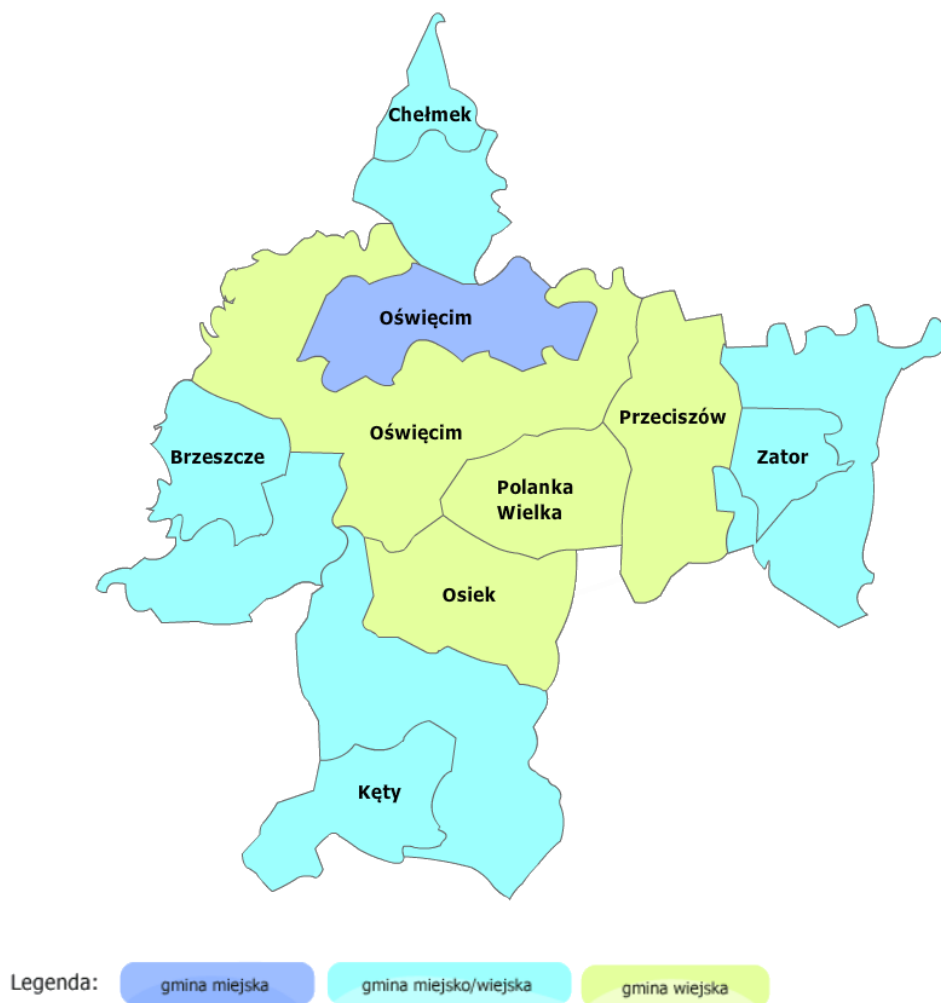 Chełmek
Oświęcim
Przeciszów
Oświęcim
Brzeszcze
Zator
Polanka
Wielka
Osiek
Kęty
Legenda:
gmina miejska
gmina miejsko/wiejska
gmina wiejska